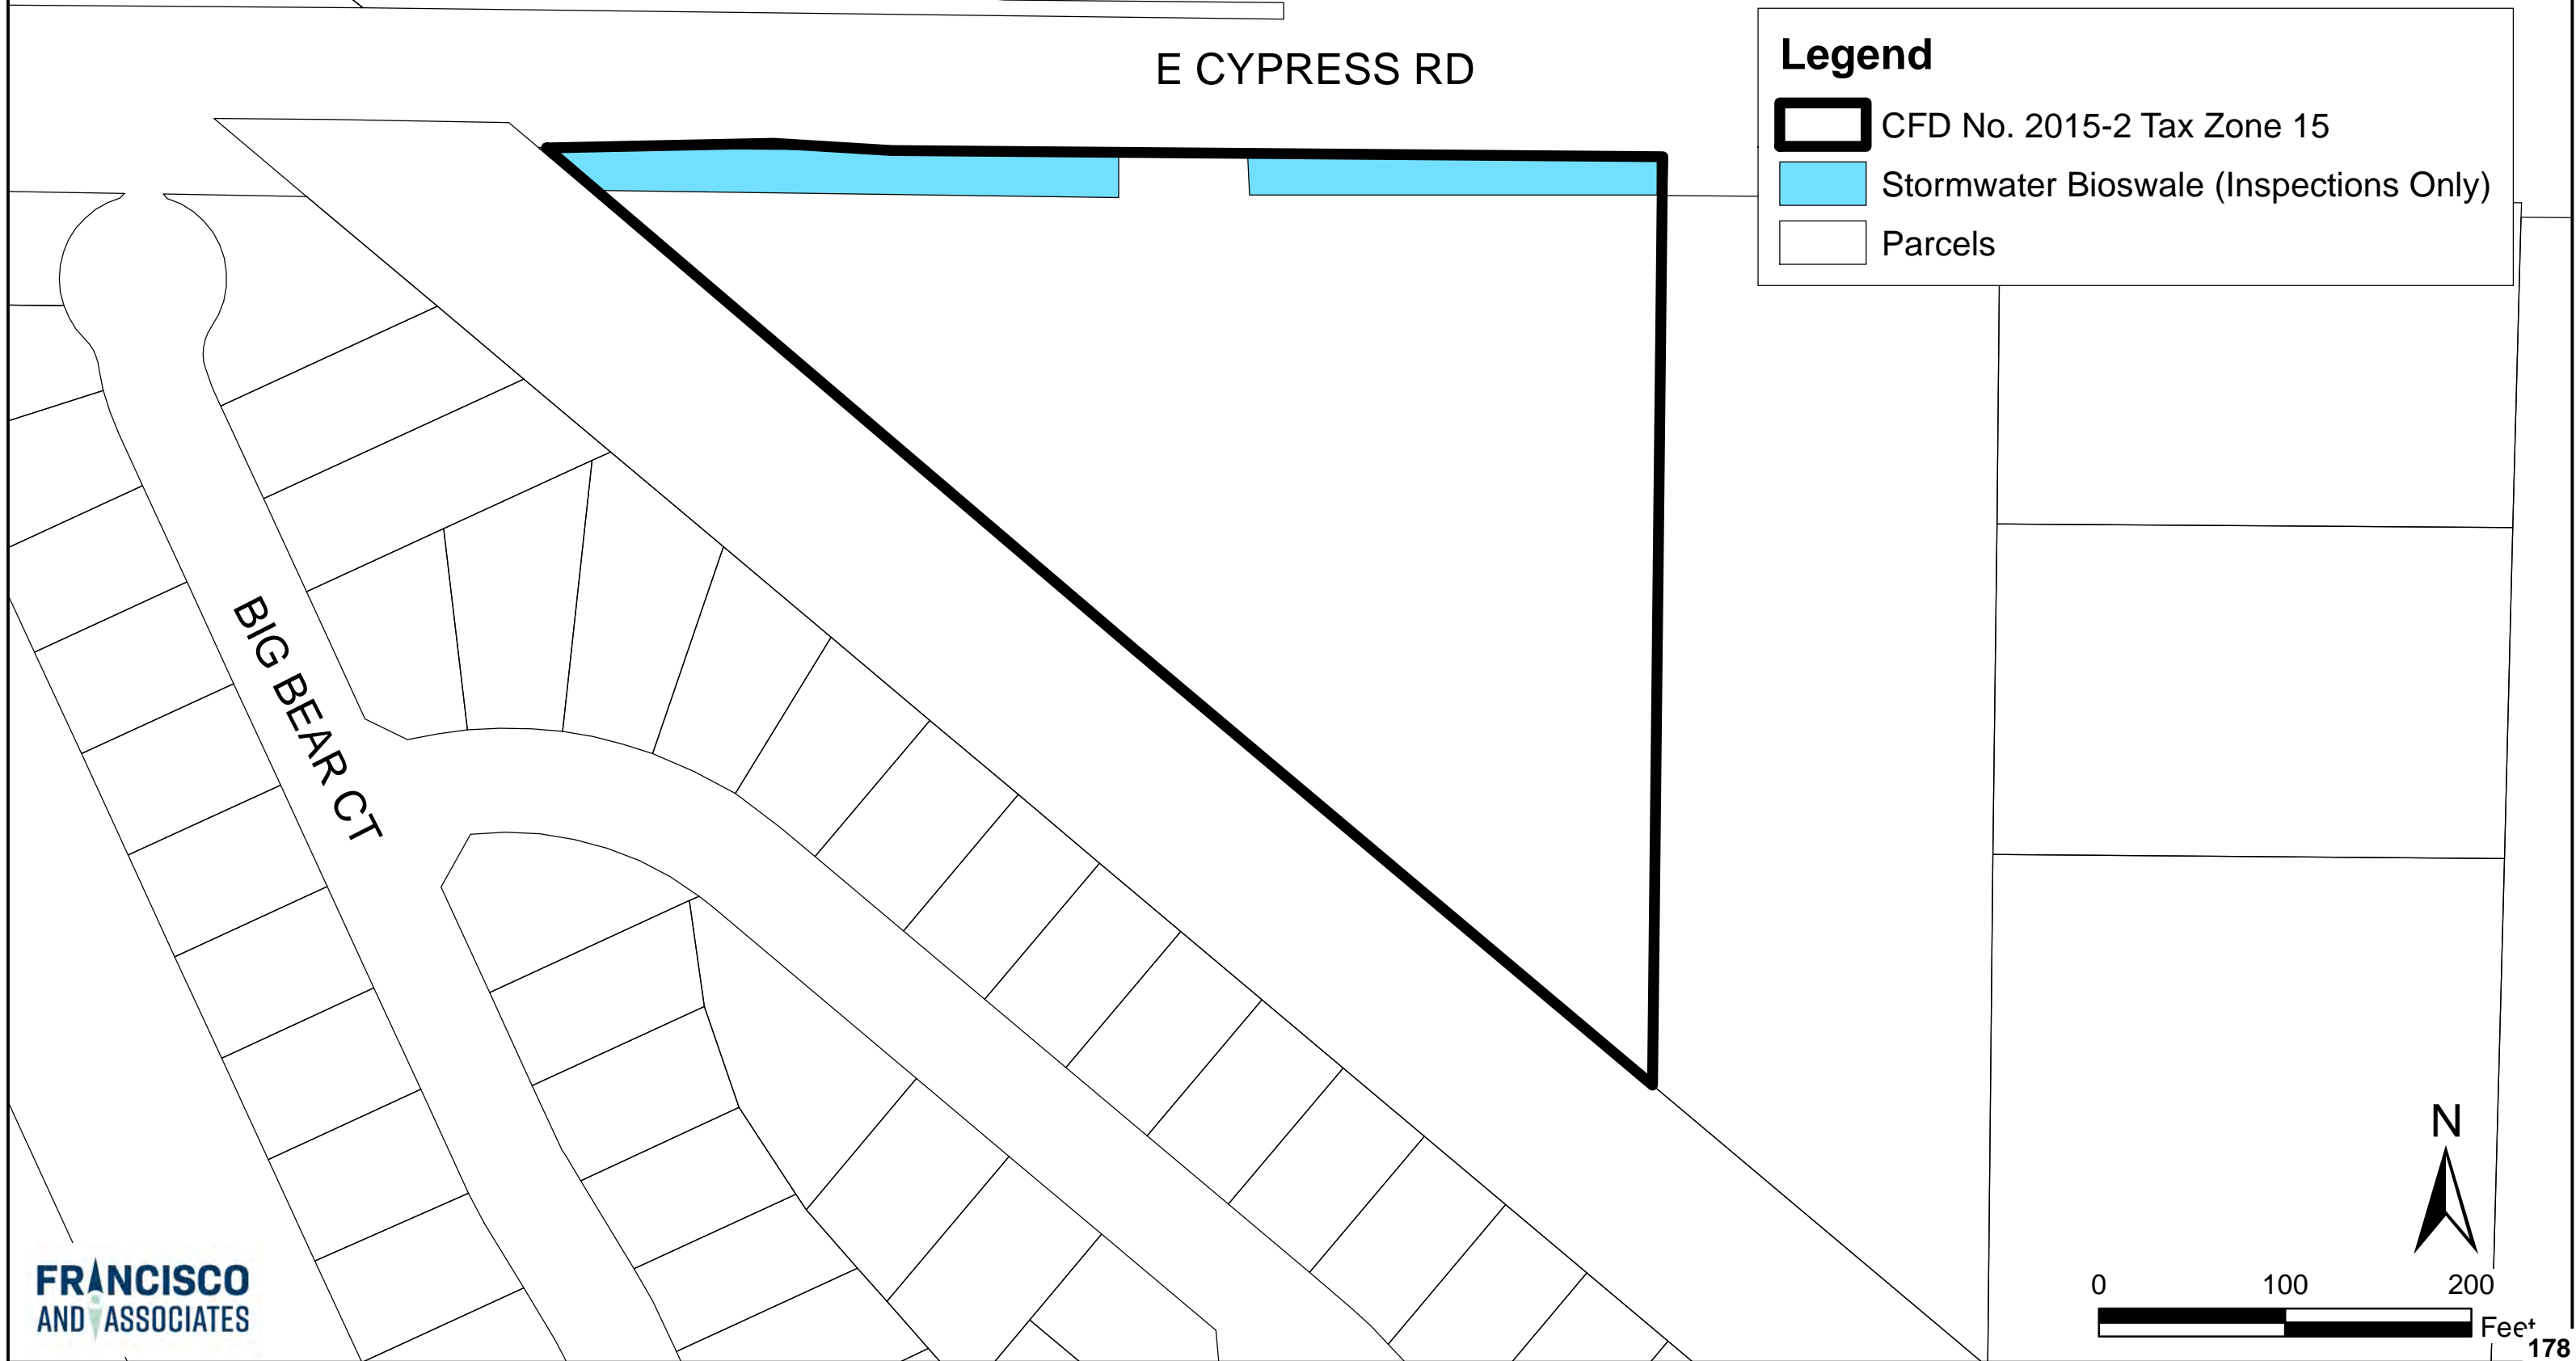 E CYPRESS RD
Legend
CFD No. 2015-2 Tax Zone 15
Stormwater Bioswale (Inspections Only)
Parcels
BIG BEAR CT
N
0 100 200
Feet
FRANCISCO
AND ASSOCIATES
178